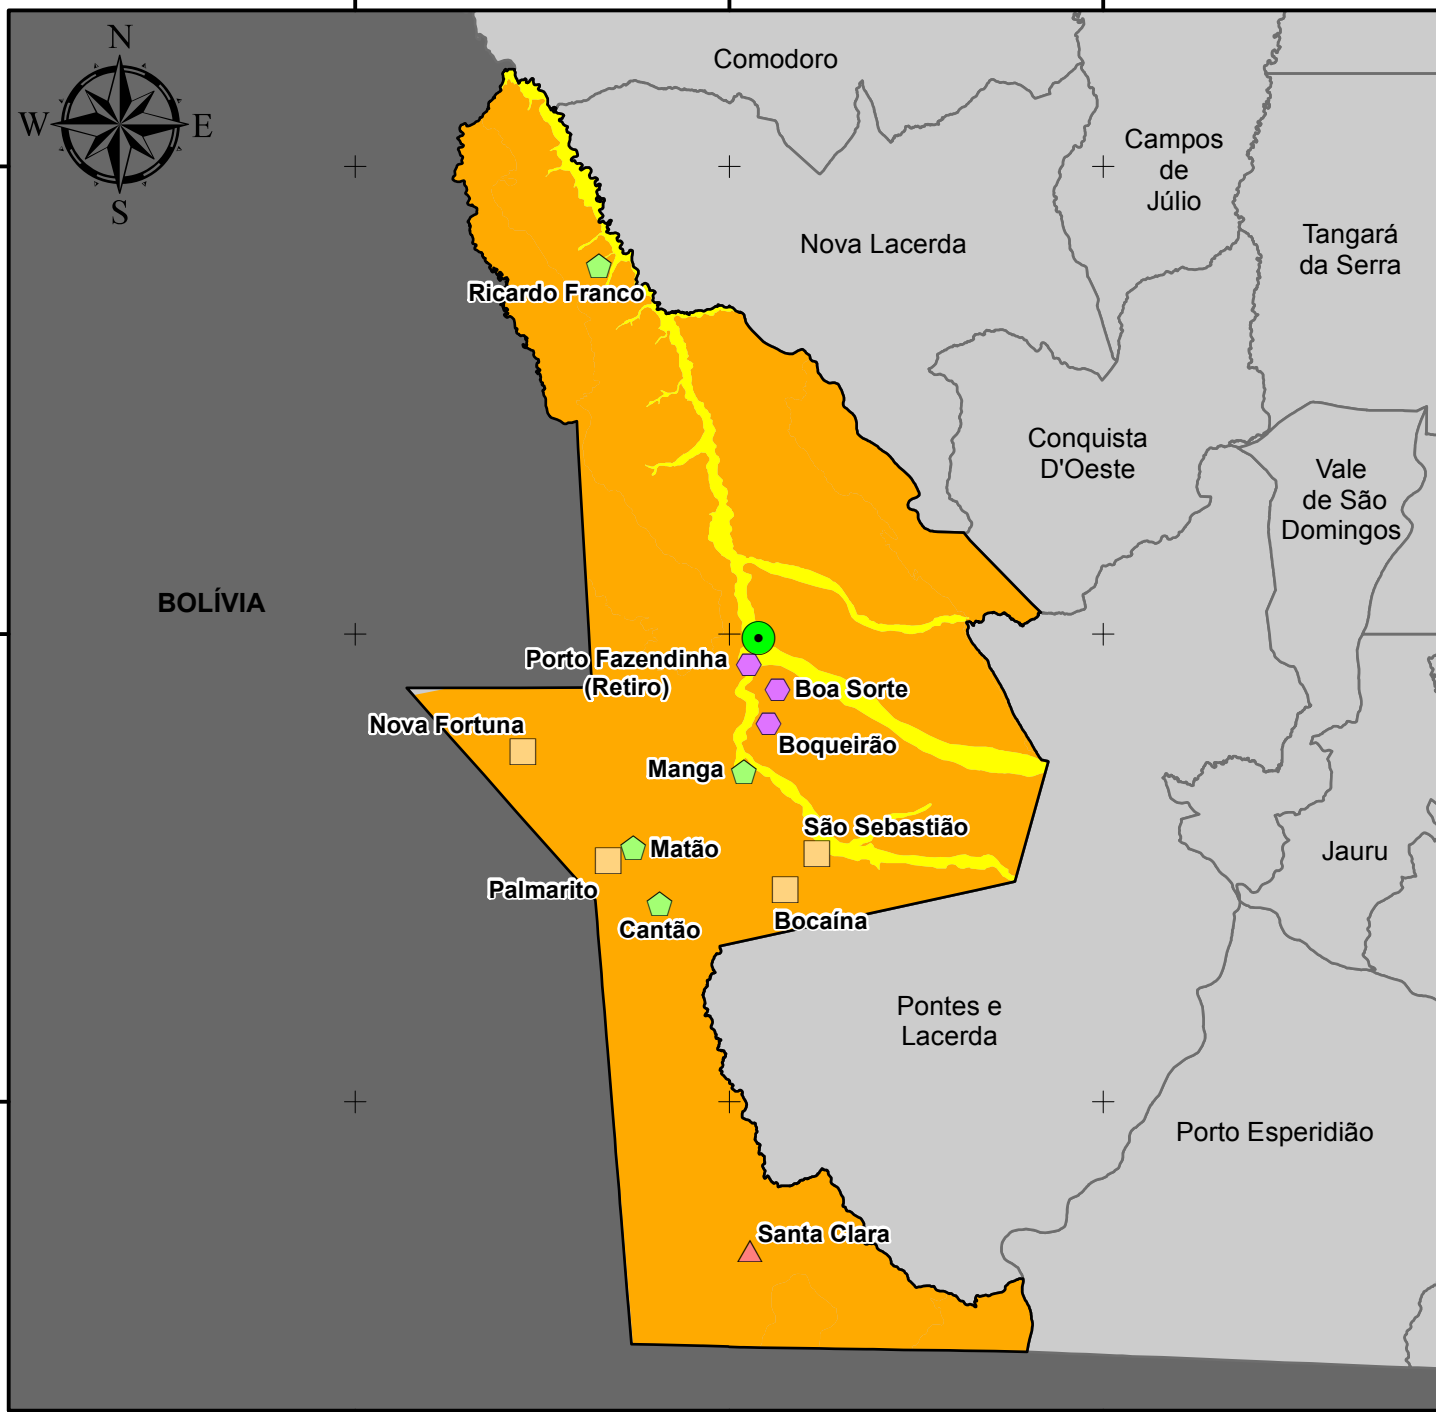 N
W
E
S
Comodoro
Campos
de
Júlio
Nova Lacerda
Tangará
da Serra
Ricardo Franco
Conquista
D'Oeste
Vale
de São
Domingos
BOLÍVIA
Porto Fazendinha
(Retiro)
Boa Sorte
Nova Fortuna
Boqueirão
Manga
São Sebastião
Matão
Jauru
Palmarito
Cantão
Bocaína
Pontes e
Lacerda
Porto Esperidião
Santa Clara